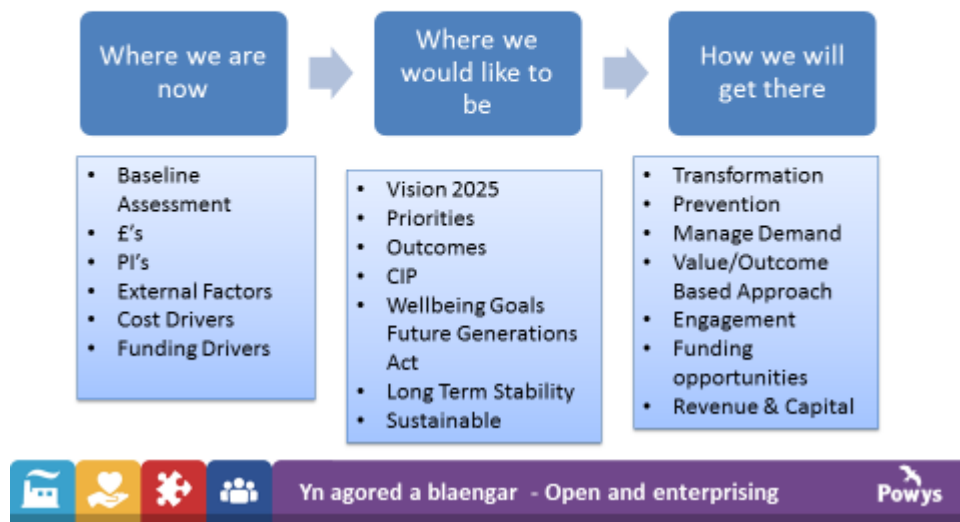 Where we are
now
Where we
would like to
be
How we will
get there
• Baseline
Assessment
• £'s
• PI's
• External Factors
• Cost Drivers
• Funding Drivers
• Vision 2025
• Priorities
• Outcomes
• CIP
• Wellbeing Goals
Future Generations
Act
• Long Term Stability
• Sustainable
• Transformation
• Prevention
• Manage Demand
• Value/Outcome
Based Approach
• Engagement
• Funding
opportunities
• Revenue & Capital
Yn agored a blaengar - Open and enterprising
Powys